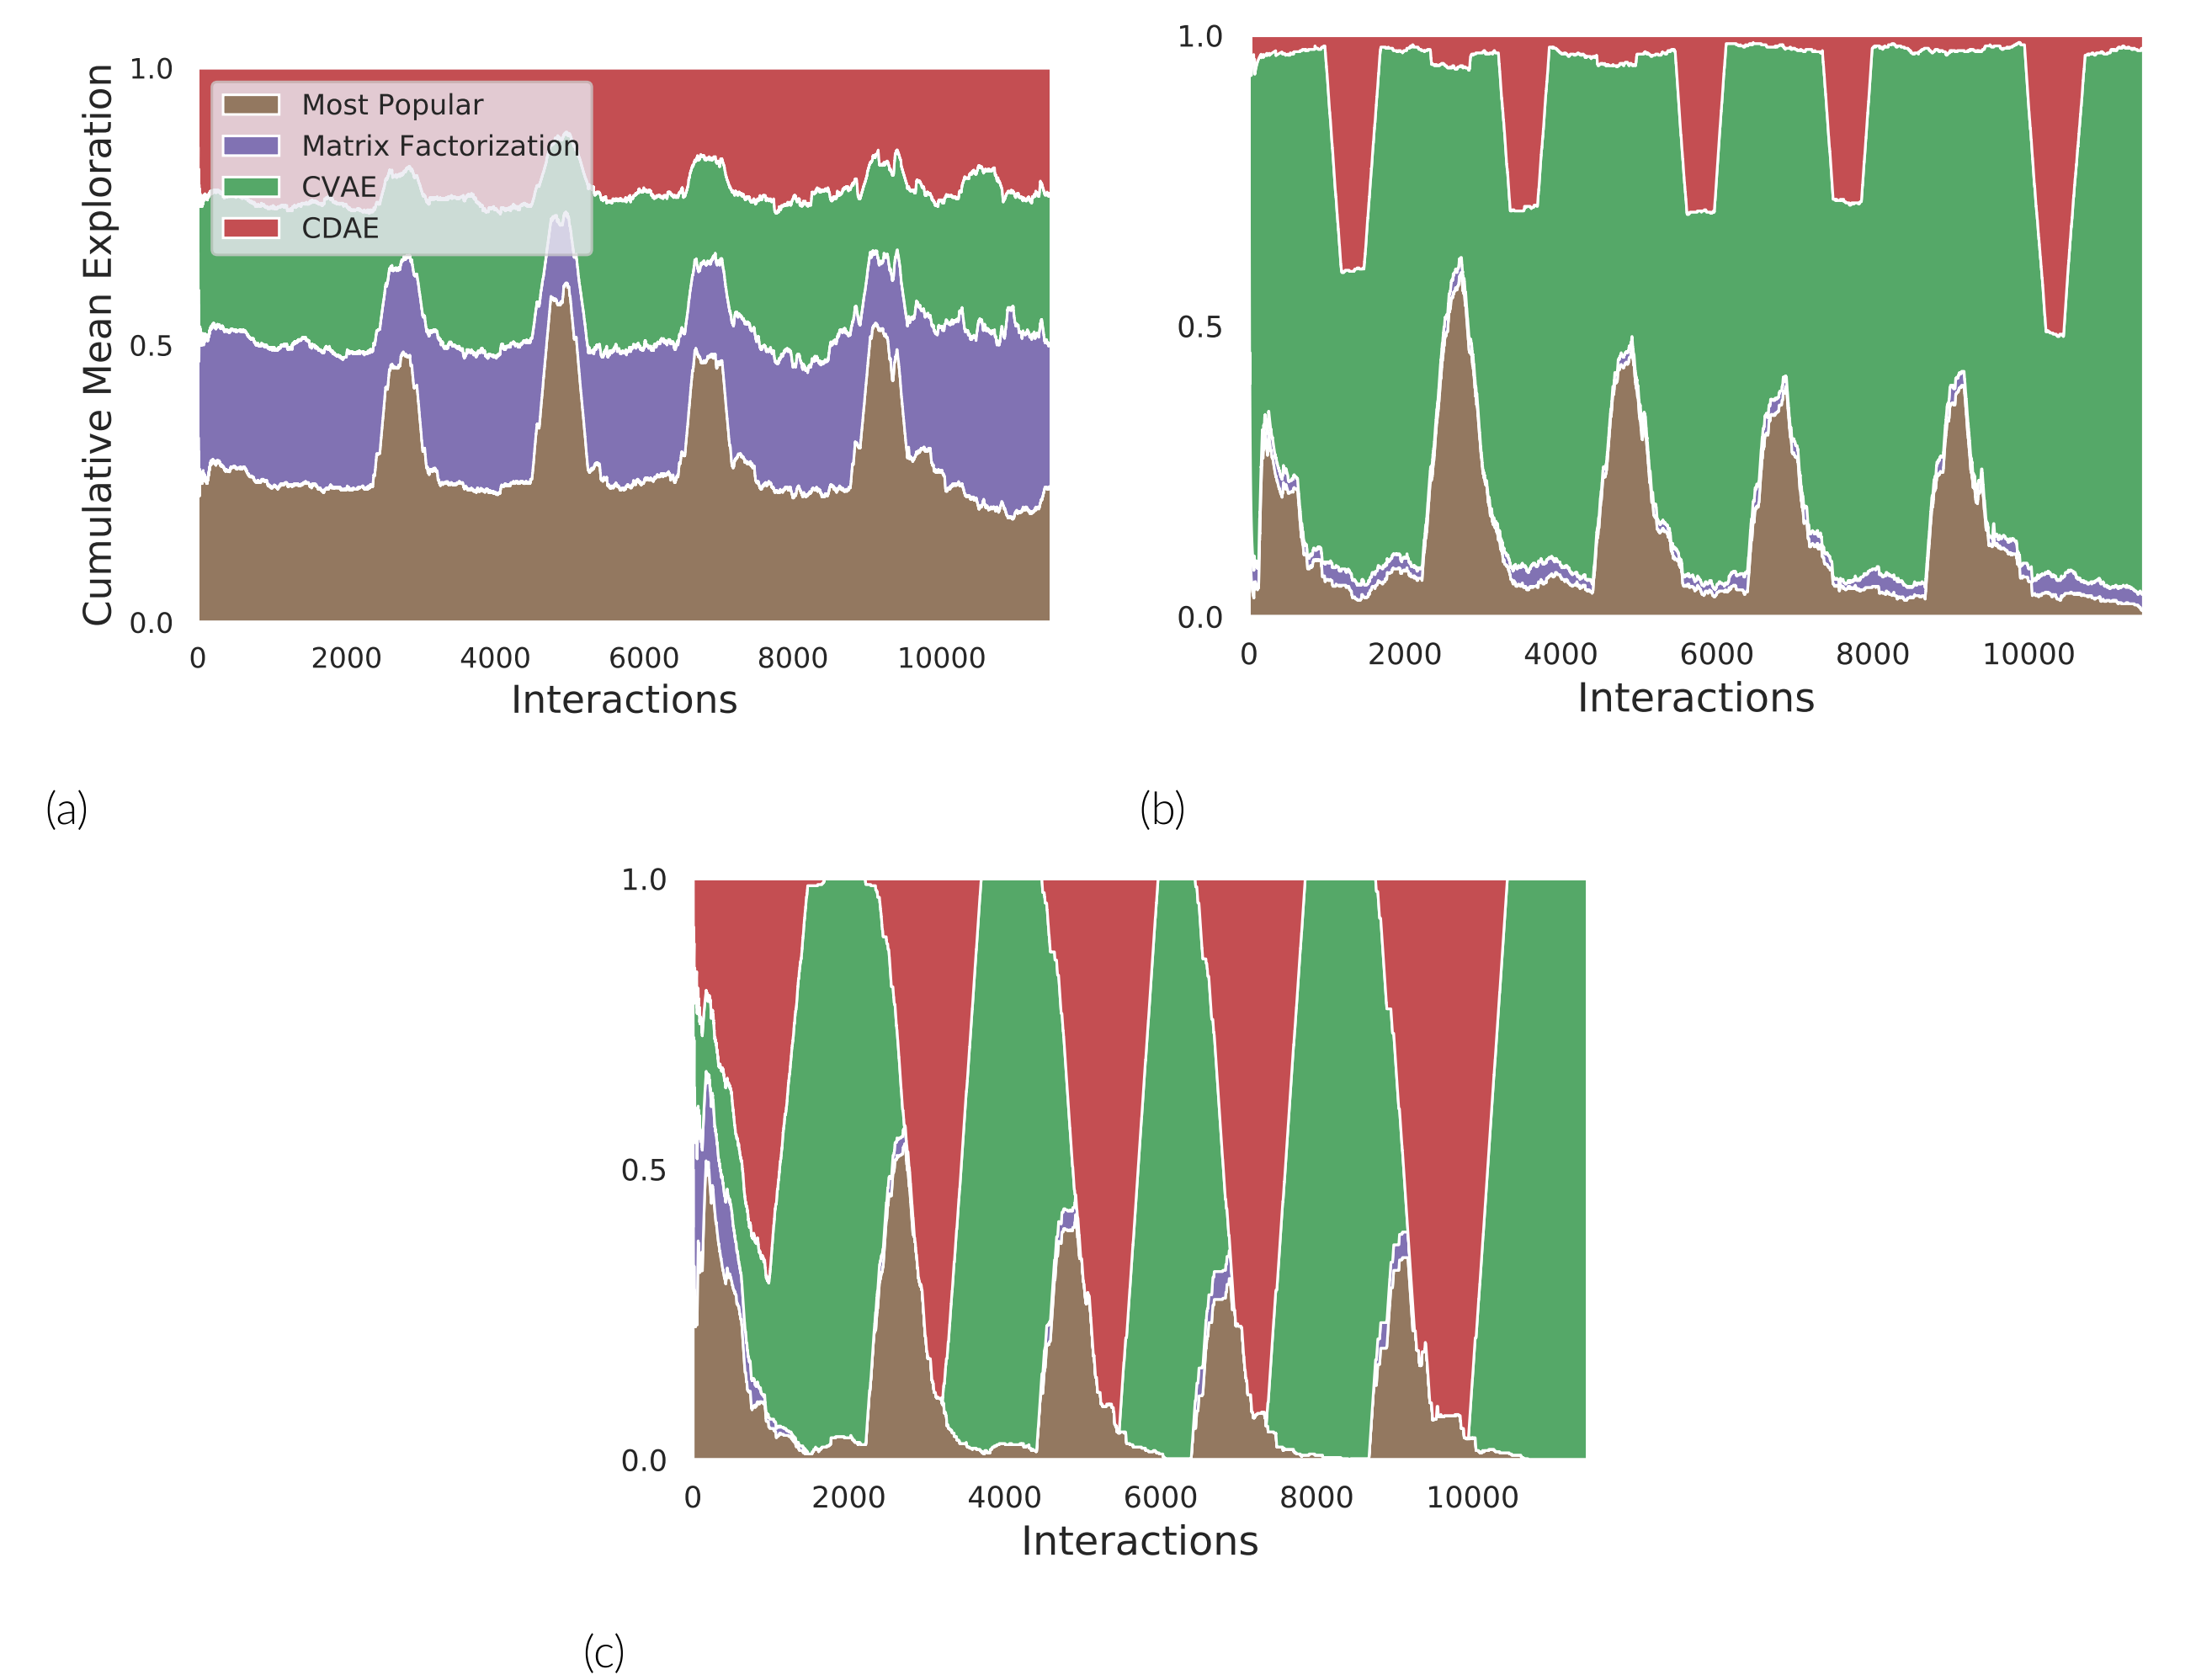 Cumulative Mean Exploration
1.0
0.5
0.0
Most Popular
Matrix Factorization
CVAE
CDAE
0 2000 4000 6000 8000 10000
Interactions
(a)
1.0
0.5
0.0
0 2000 4000 6000 8000 10000
Interactions
(b)
1.0
0.5
0.0
0 2000 4000 6000 8000 10000
Interactions
(c)